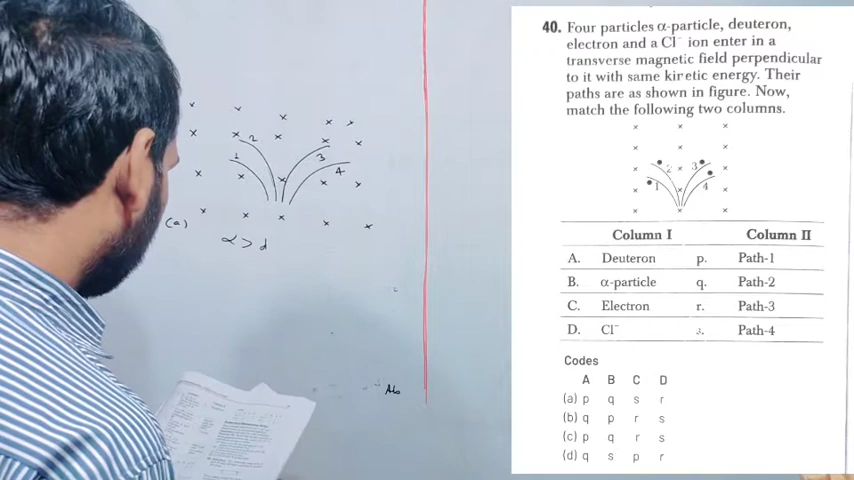 1 2 3 4
(a)
α > d
40. Four particles α-particle, deuteron,
electron and a Cl⁻ ion enter in a
transverse magnetic field perpendicular
to it with same kinetic energy. Their
paths are as shown in figure. Now,
match the following two columns.
1 2 3 4
Column I Column II
A. Deuteron p. Path-1
B. α-particle q. Path-2
C. Electron r. Path-3
D. Cl⁻ s. Path-4
Codes
A B C D
(a) p q s r
(b) q p r s
(c) p q r s
(d) q s p r